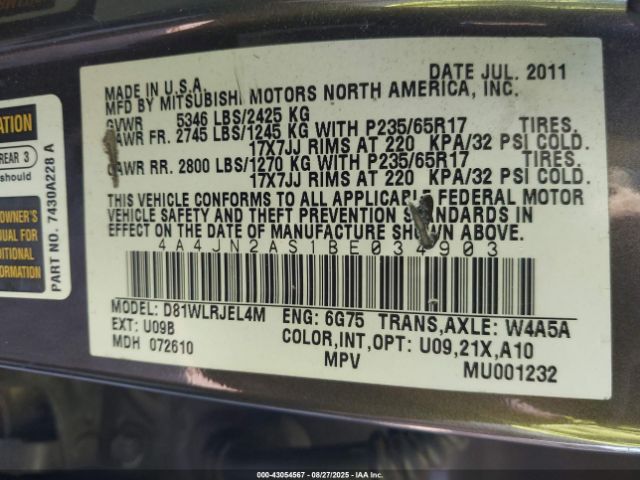 MADE IN U.S.A. DATE JUL. 2011
MFD BY MITSUBISHI MOTORS NORTH AMERICA, INC.
GVWR 5346 LBS/2425 KG
GAWR FR. 2745 LBS/1245 KG WITH P235/65R17 TIRES.
17X7JJ RIMS AT 220 KPA/32 PSI COLD.
GAWR RR. 2800 LBS/1270 KG WITH P235/65R17 TIRES.
17X7JJ RIMS AT 220 KPA/32 PSI COLD.
THIS VEHICLE CONFORMS TO ALL APPLICABLE FEDERAL MOTOR
VEHICLE SAFETY AND THEFT PREVENTION STANDARDS IN
EFFECT ON THE DATE OF MANUFACTURE SHOWN ABOVE.
4A4JN2AS1BE034903
MODEL: D81WLRJEL4M ENG: 6G75 TRANS,AXLE: W4A5A
EXT: U09B COLOR,INT,OPT: U09,21X,A10
MDH 072610 MPV MU001232
ATION
REAR 3
should
OWNER'S
NUAL FOR
DITIONAL
ORMATION
PART NO. 7430A228 A
000-43054567 - 08/27/2025 - IAAI.COM